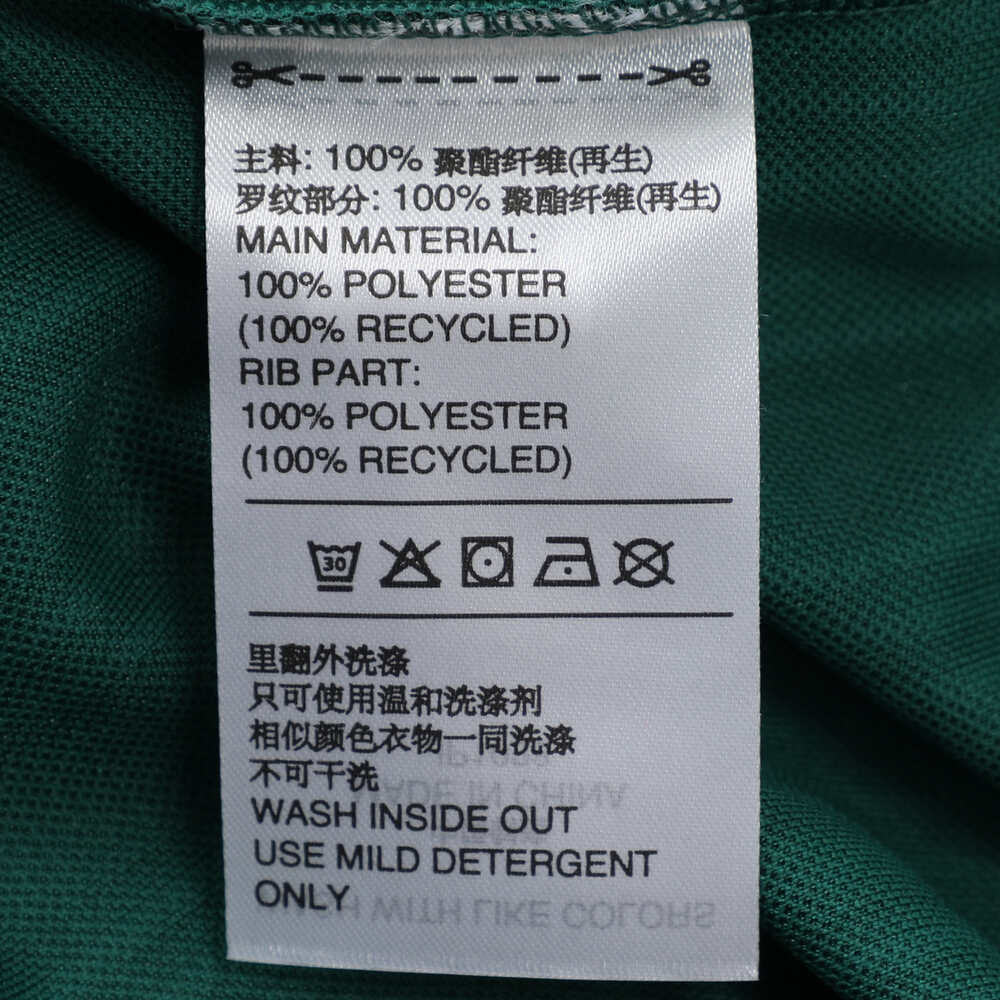 主料: 100% 聚酯纤维(再生)
罗纹部分: 100% 聚酯纤维(再生)
MAIN MATERIAL:
100% POLYESTER
(100% RECYCLED)
RIB PART:
100% POLYESTER
(100% RECYCLED)
30
里翻外洗涤
只可使用温和洗涤剂
相似颜色衣物一同洗涤
不可干洗
WASH INSIDE OUT
USE MILD DETERGENT
ONLY